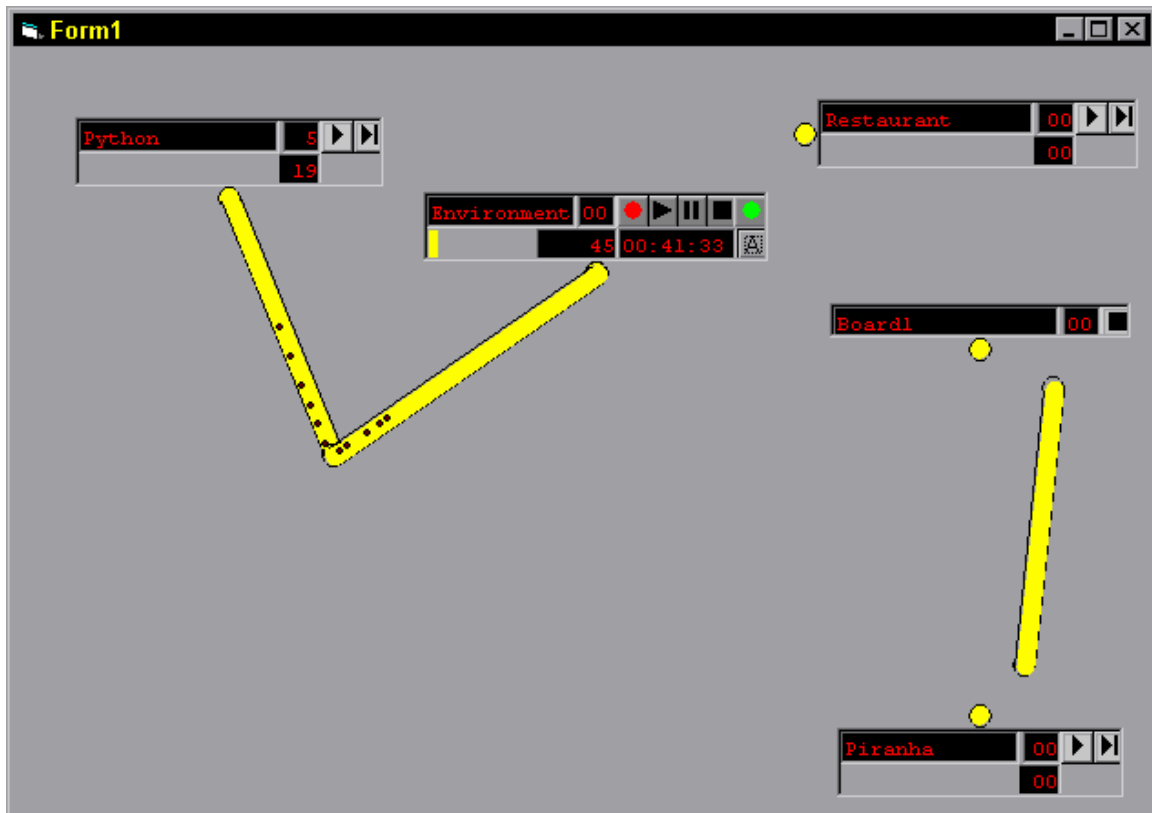 Form1
Python 5
19
Restaurant 00
00
Environment 00
45 00:41:33 A
Board1 00
Piranha 00
00